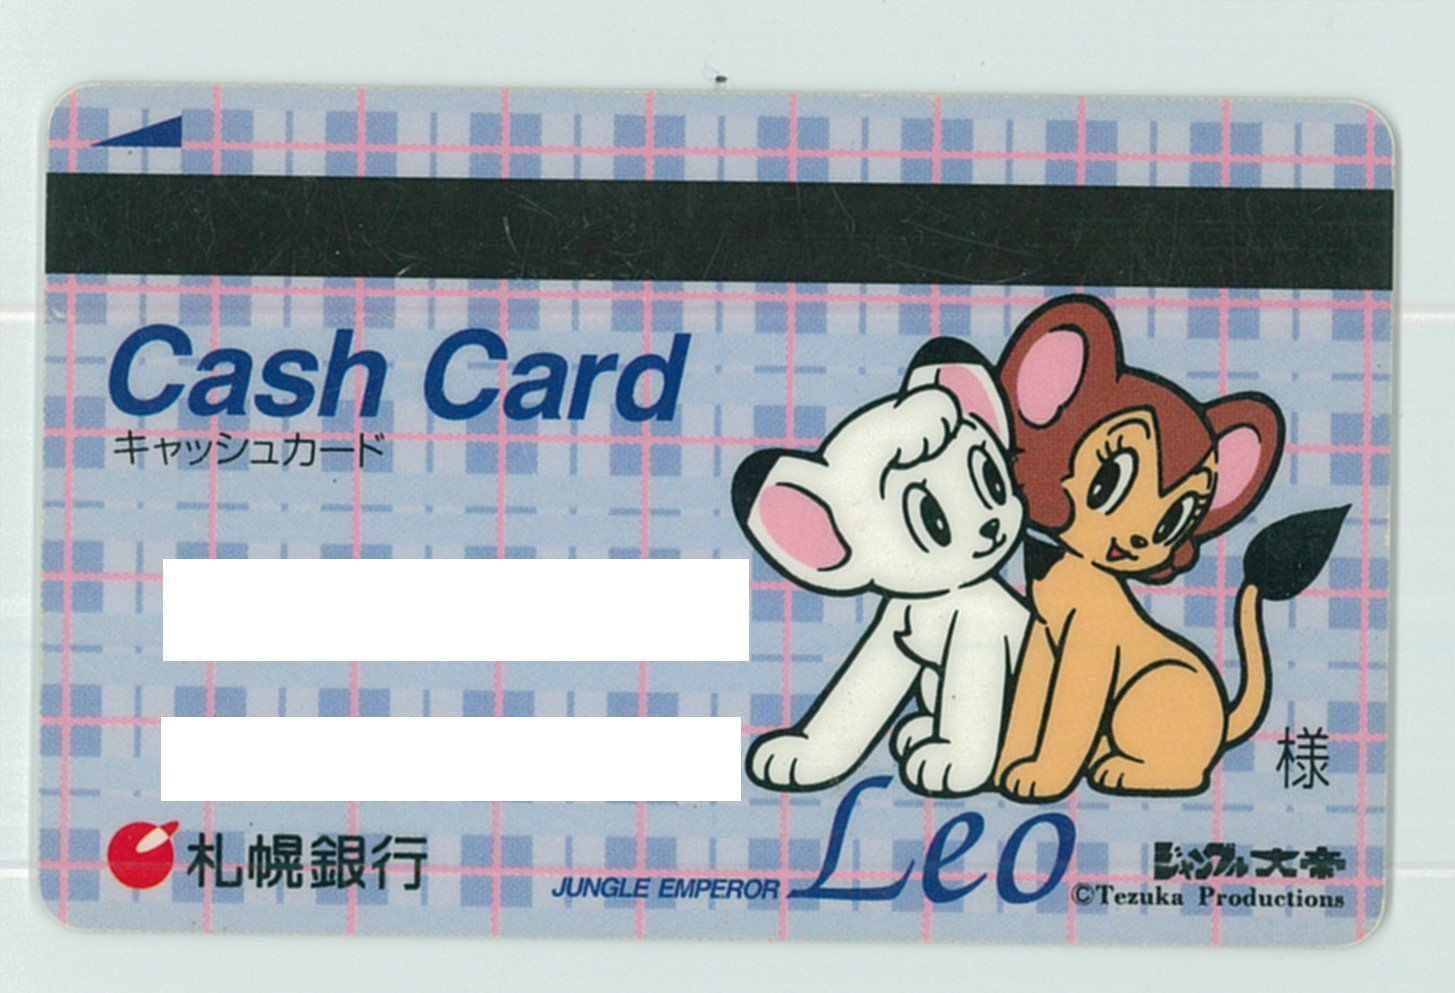 Cash Card
キャッシュカード
様
札幌銀行
JUNGLE EMPEROR Leo
ジャングル大帝
©Tezuka Productions